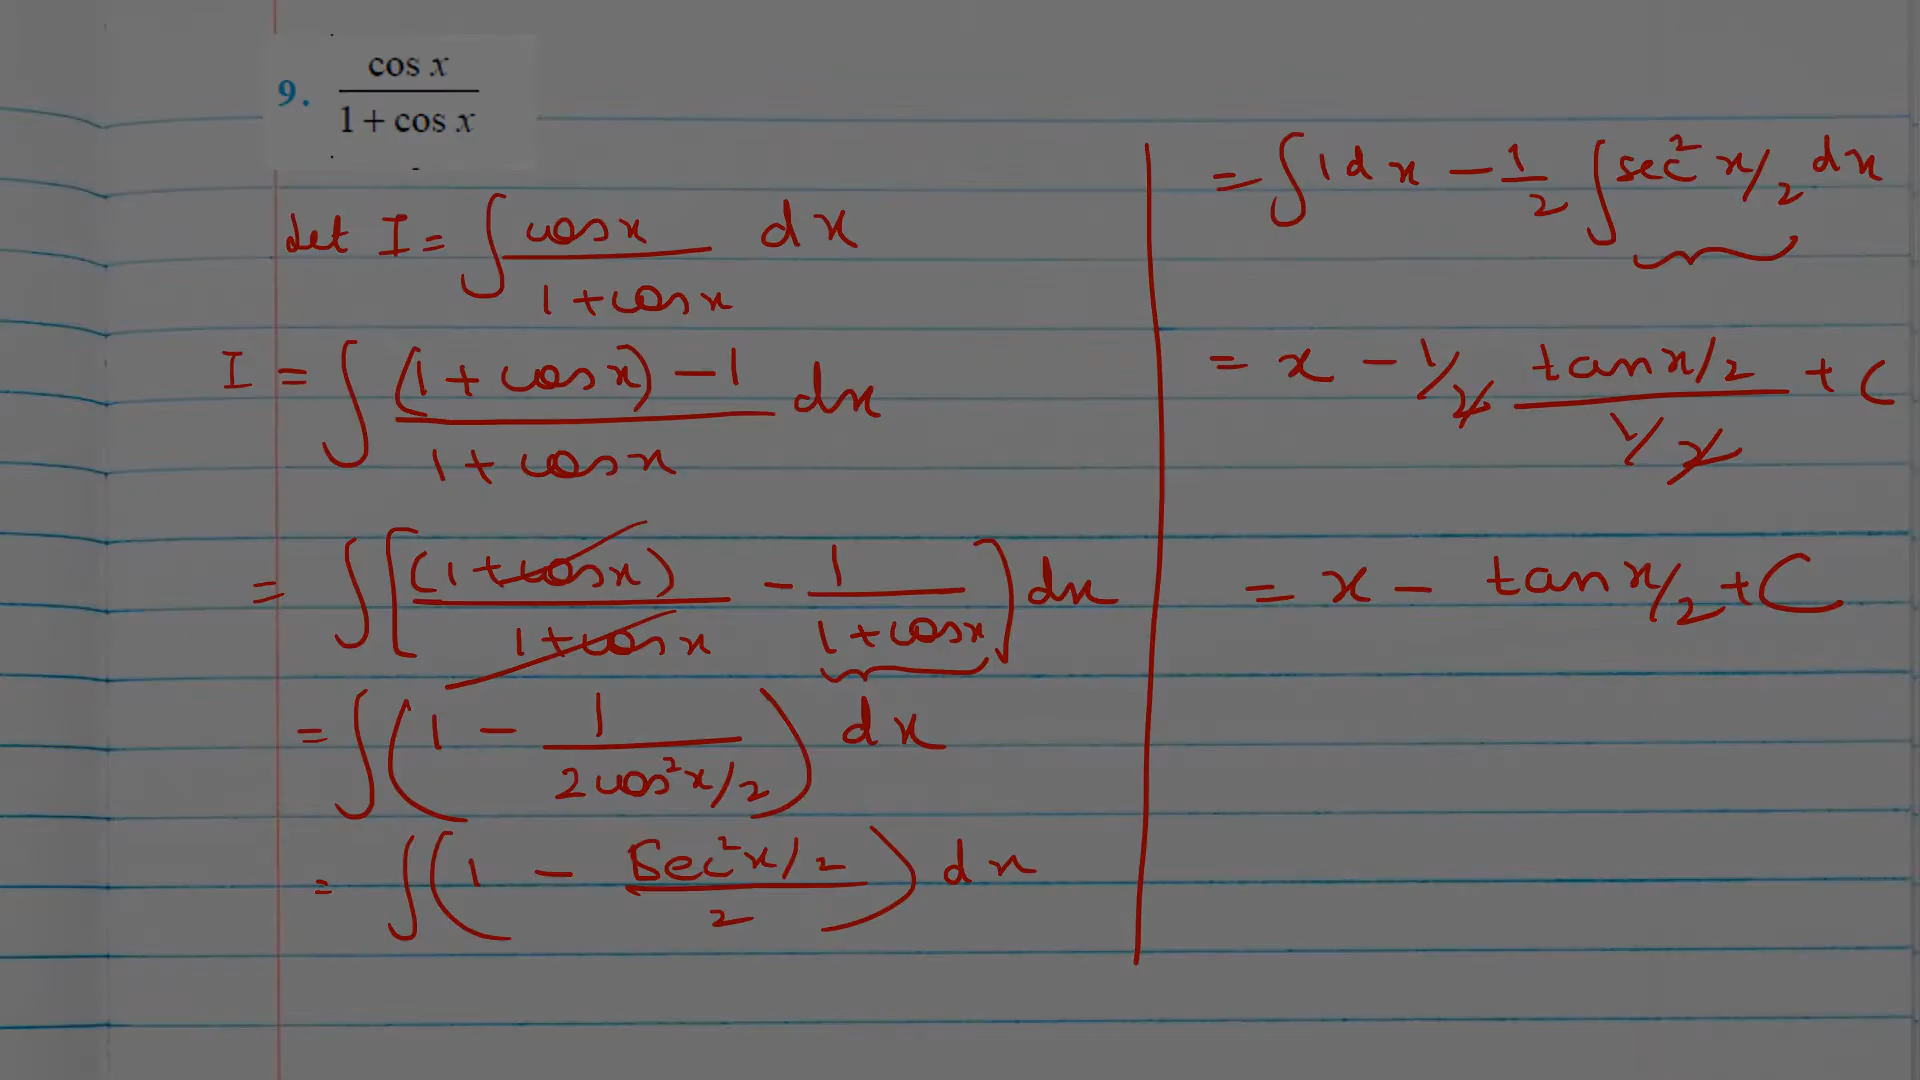 9. cos x / 1 + cos x
Let I = ∫ cos x / 1 + cos x dx
I = ∫ (1 + cos x) - 1 / 1 + cos x dx
= ∫ [ (1 + cos x) / 1 + cos x - 1 / 1 + cos x ] dx
= ∫ ( 1 - 1 / 2 cos² x/2 ) dx
= ∫ ( 1 - sec² x/2 / 2 ) dx
= ∫ 1 dx - 1/2 ∫ sec² x/2 dx
= x - 1/2 tan x/2 / 1/2 + C
= x - tan x/2 + C